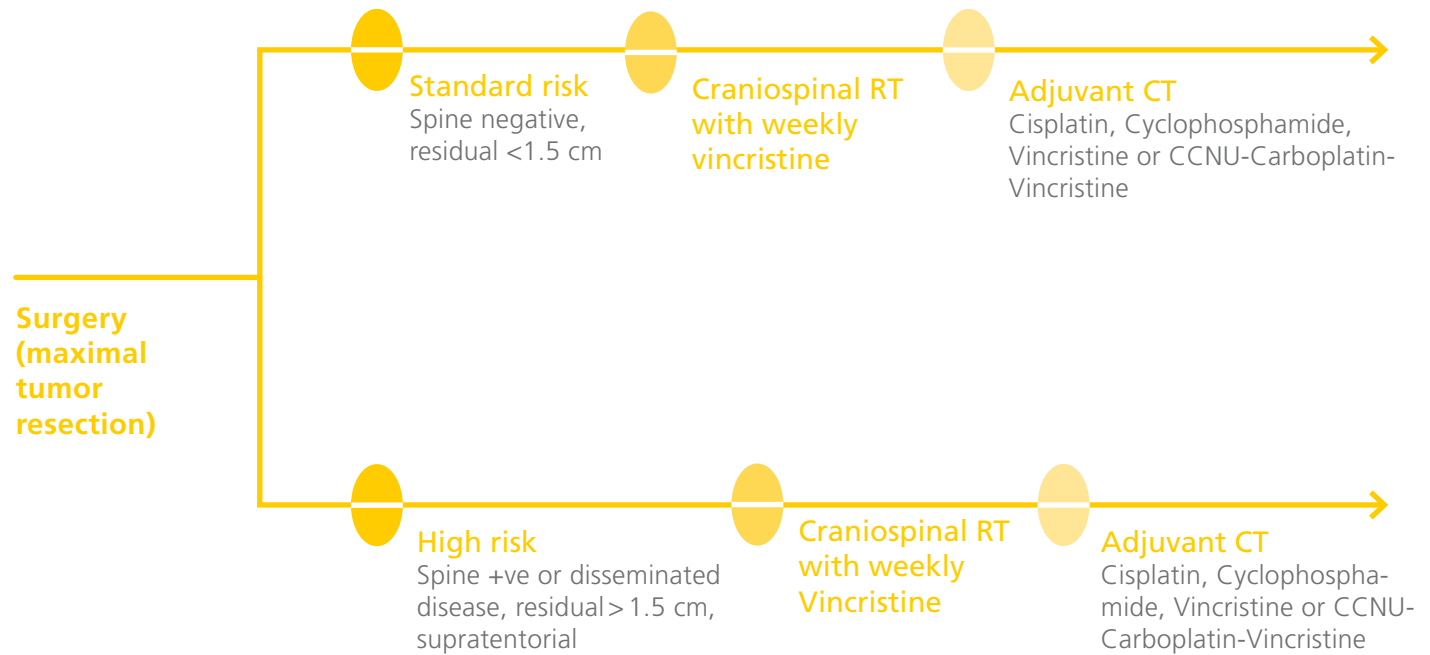 Standard risk
Spine negative,
residual <1.5 cm
Craniospinal RT
with weekly
vincristine
Adjuvant CT
Cisplatin, Cyclophosphamide,
Vincristine or CCNU-Carboplatin-
Vincristine
Surgery
(maximal
tumor
resection)
High risk
Spine +ve or disseminated
disease, residual > 1.5 cm,
supratentorial
Craniospinal RT
with weekly
Vincristine
Adjuvant CT
Cisplatin, Cyclophospha-
mide, Vincristine or CCNU-
Carboplatin-Vincristine